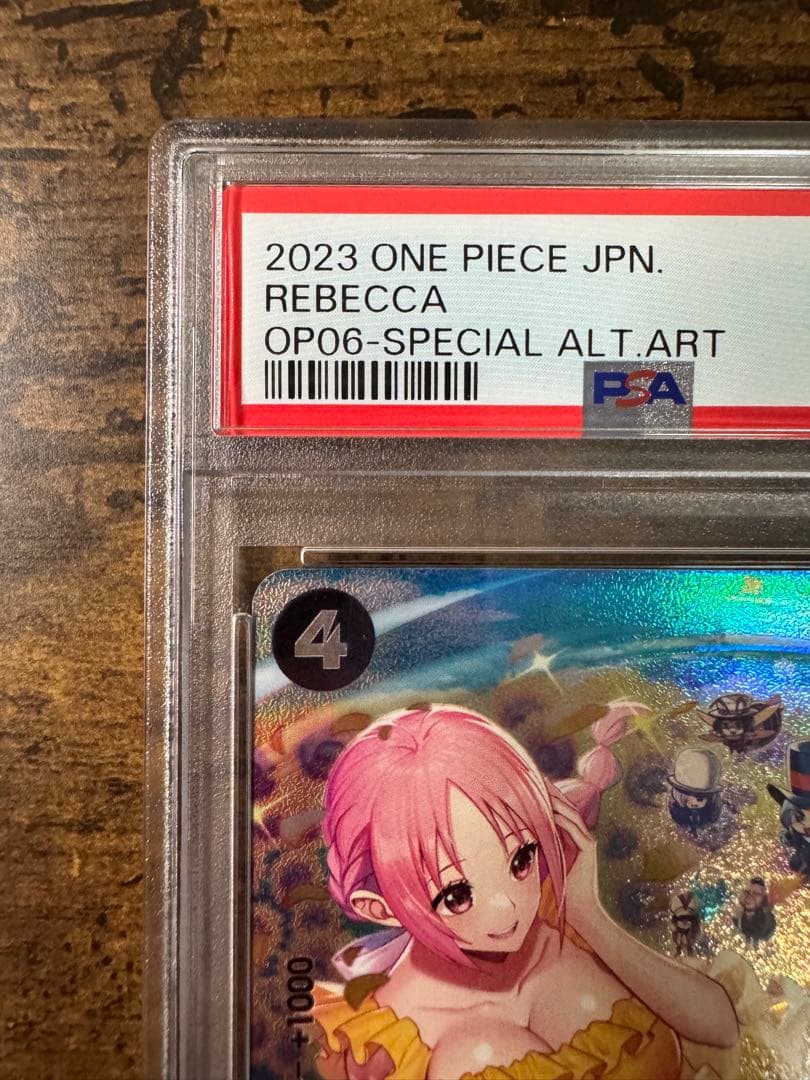 2023 ONE PIECE JPN.
REBECCA
OP06-SPECIAL ALT.ART
PSA
4
+1000